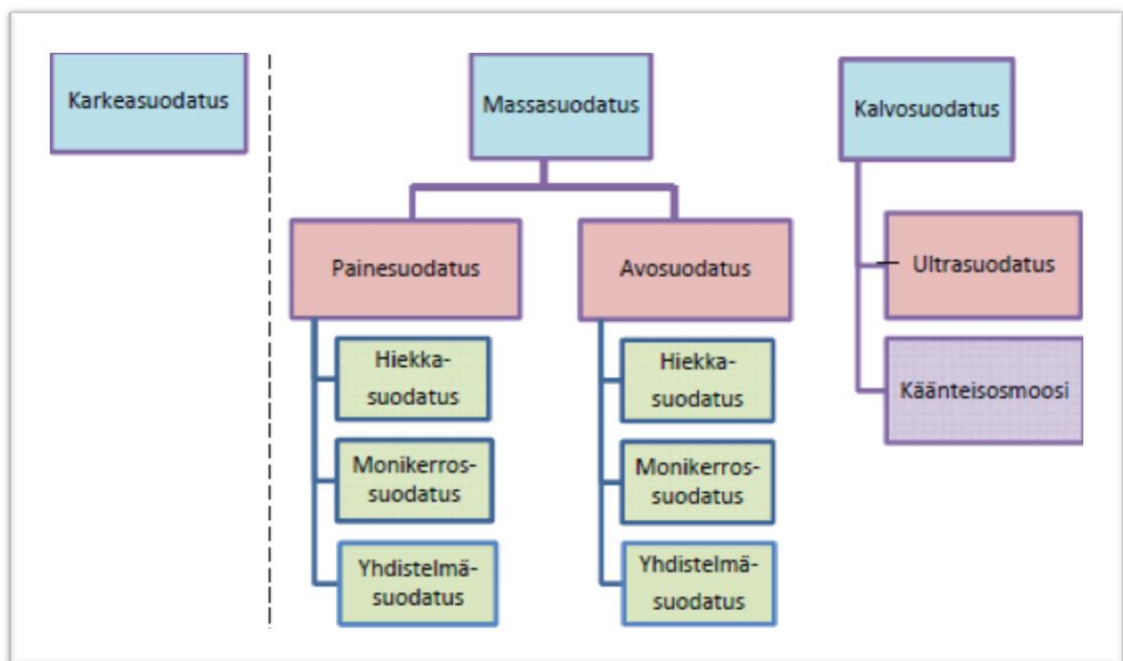 Karkeasuodatus
Massasuodatus
Kalvosuodatus
Painesuodatus
Avosuodatus
Ultrasuodatus
Hiekka-
suodatus
Hiekka-
suodatus
Käänteisosmoosi
Monikerros-
suodatus
Monikerros-
suodatus
Yhdistelmä-
suodatus
Yhdistelmä-
suodatus